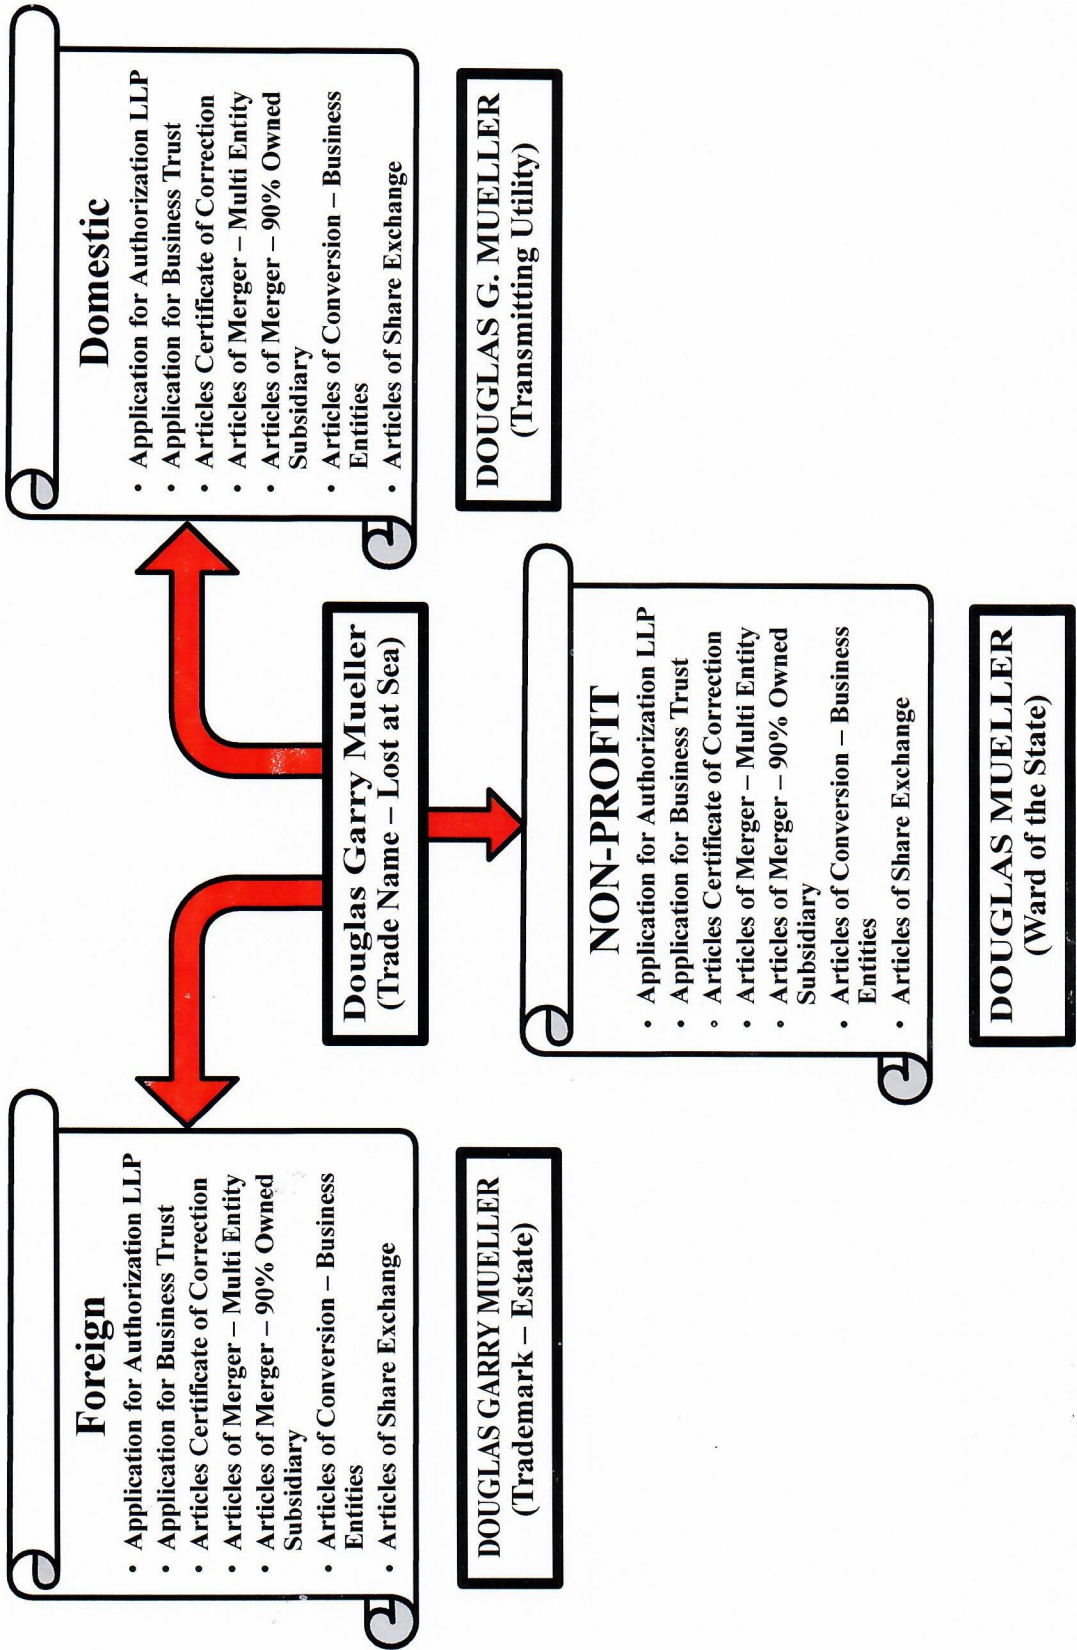 Foreign
• Application for Authorization LLP
• Application for Business Trust
• Articles Certificate of Correction
• Articles of Merger – Multi Entity
• Articles of Merger – 90% Owned
Subsidiary
• Articles of Conversion – Business
Entities
• Articles of Share Exchange
DOUGLAS GARRY MUELLER
(Trademark – Estate)
Douglas Garry Mueller
(Trade Name – Lost at Sea)
Domestic
• Application for Authorization LLP
• Application for Business Trust
• Articles Certificate of Correction
• Articles of Merger – Multi Entity
• Articles of Merger – 90% Owned
Subsidiary
• Articles of Conversion – Business
Entities
• Articles of Share Exchange
DOUGLAS G. MUELLER
(Transmitting Utility)
NON-PROFIT
• Application for Authorization LLP
• Application for Business Trust
• Articles Certificate of Correction
• Articles of Merger – Multi Entity
• Articles of Merger – 90% Owned
Subsidiary
• Articles of Conversion – Business
Entities
• Articles of Share Exchange
DOUGLAS MUELLER
(Ward of the State)